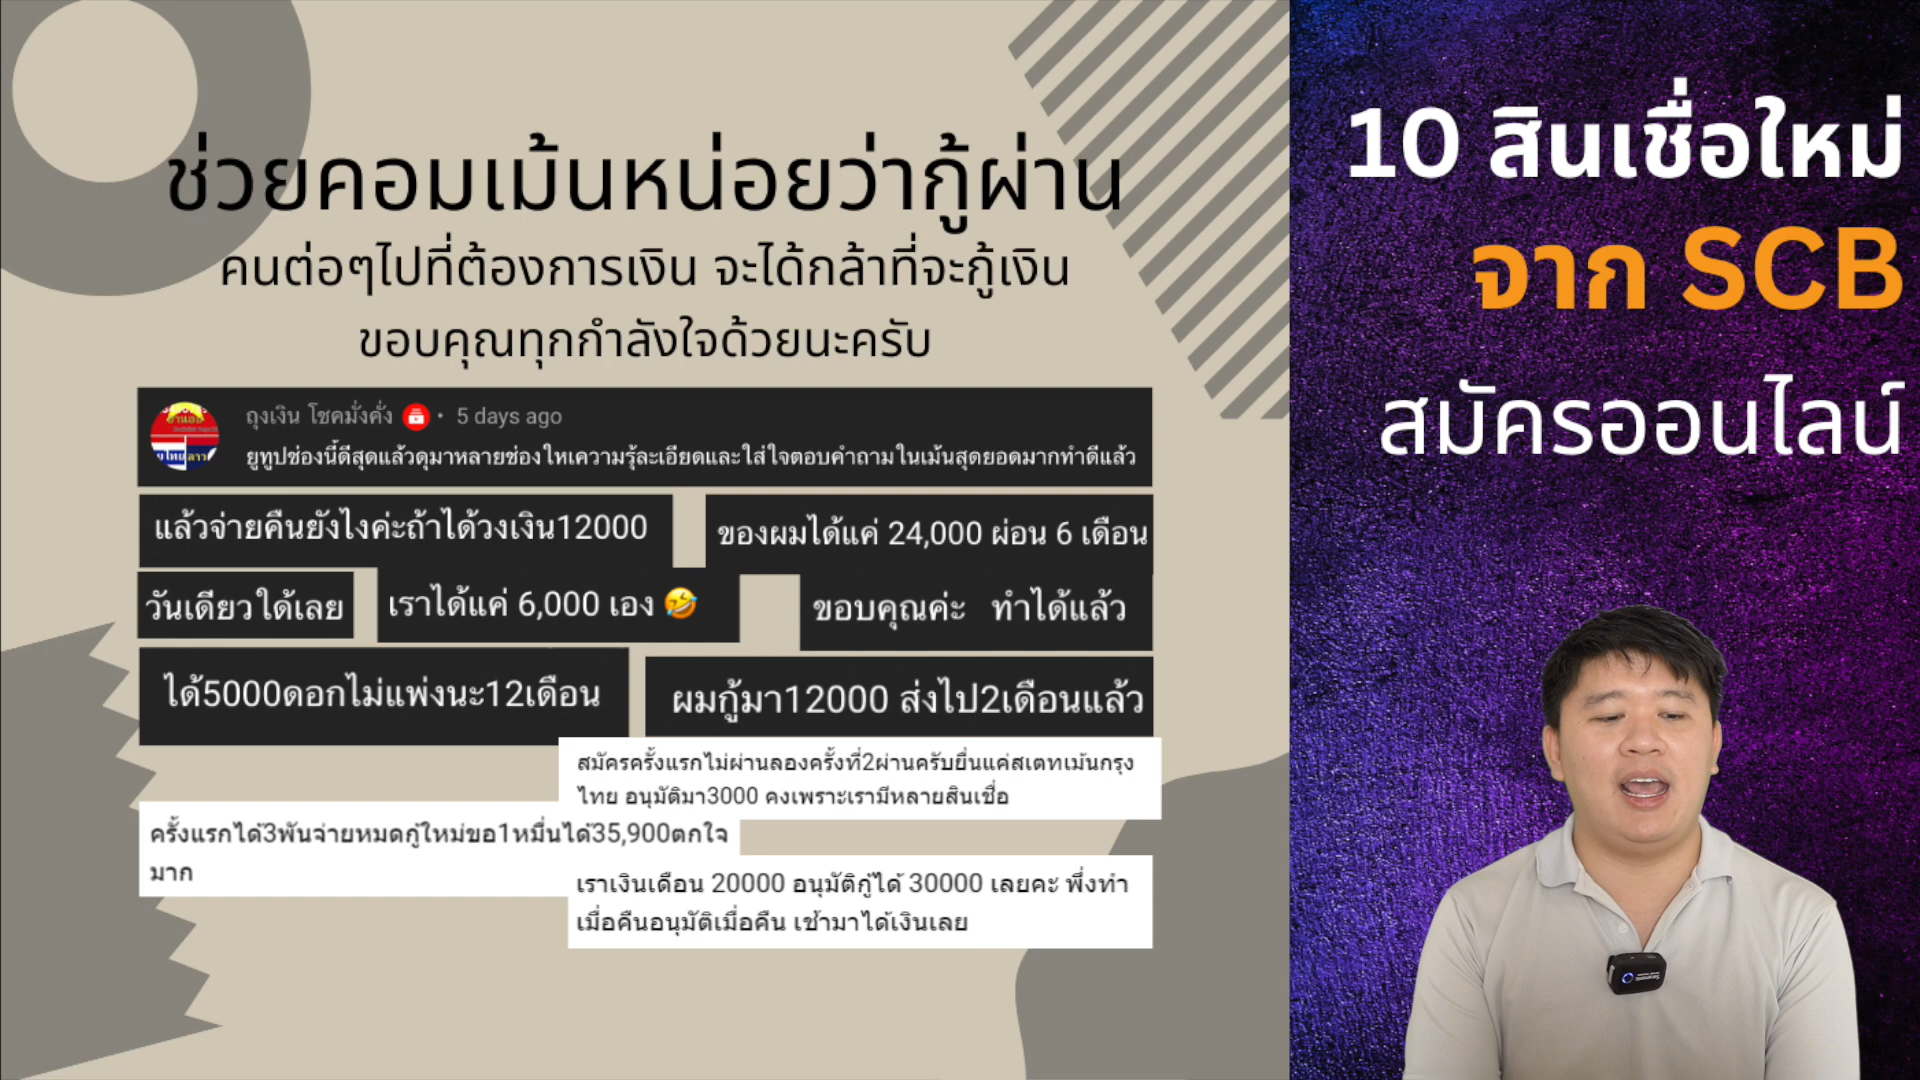 ช่วยคอมเม้นหน่อยว่ากู้ผ่าน
คนต่อๆไปที่ต้องการเงิน จะได้กล้าที่จะกู้เงิน
ขอบคุณทุกกำลังใจด้วยนะครับ
ถุงเงิน โชคมั่งคั่ง • 5 days ago
ยูทูปช่องนี้ดีสุดแล้วดูมาหลายช่องให้ความรู้ละเอียดและใส่ใจตอบคำถามในเม้นสุดยอดมากทำดีแล้ว
แล้วจ่ายคืนยังไงค่ะถ้าได้วงเงิน12000
ของผมได้แค่ 24,000 ผ่อน 6 เดือน
วันเดียวใด้เลย
เราได้แค่ 6,000 เอง 🤣
ขอบคุณค่ะ ทำได้แล้ว
ได้5000ดอกไม่แพ่งนะ12เดือน
ผมกู้มา12000 ส่งไป2เดือนแล้ว
สมัครครั้งแรกไม่ผ่านลองครั้งที่2ผ่านครับยื่นแค่สเตทเม้นกรุง
ไทย อนุมัติมา3000 คงเพราะเรามีหลายสินเชื่อ
ครั้งแรกได้3พันจ่ายหมดกู้ใหม่ขอ1หมื่นได้35,900ตกใจ
มาก
เราเงินเดือน 20000 อนุมัติกู้ได้ 30000 เลยคะ พึ่งทำ
เมื่อคืนอนุมัติเมื่อคืน เช้ามาได้เงินเลย
10 สินเชื่อใหม่
จาก SCB
สมัครออนไลน์